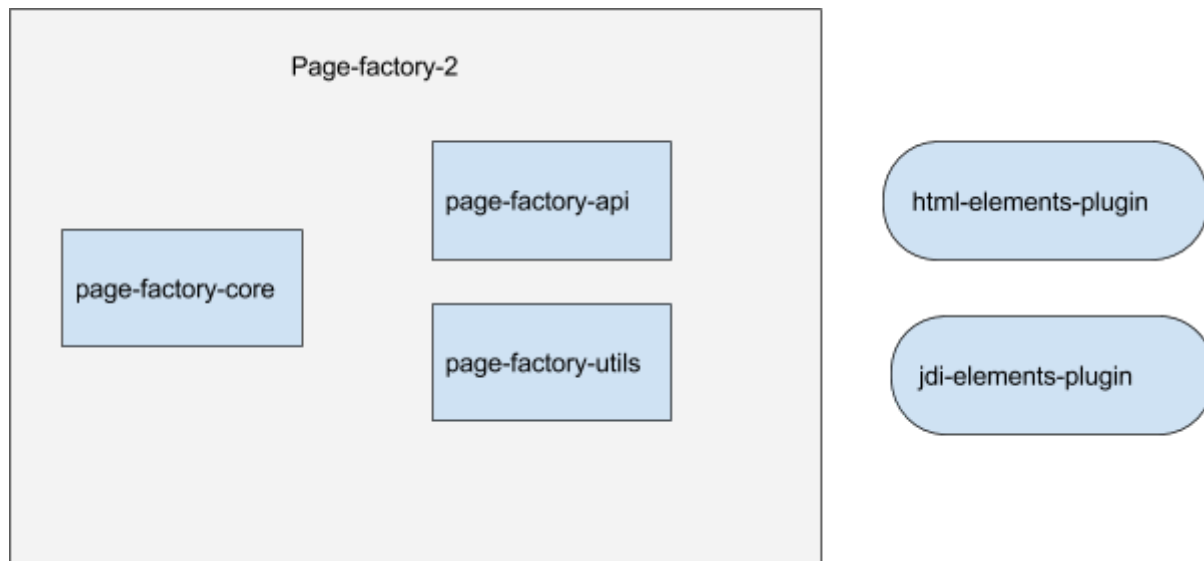 Page-factory-2
page-factory-core
page-factory-api
page-factory-utils
html-elements-plugin
jdi-elements-plugin